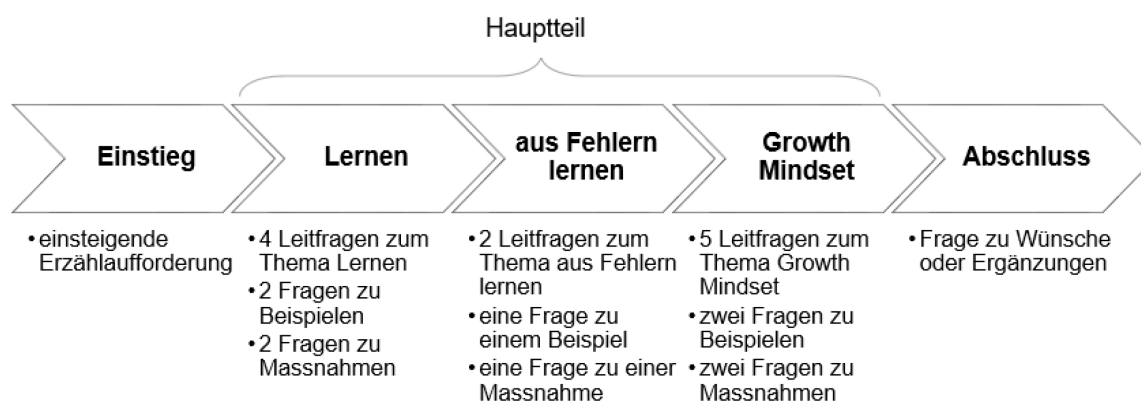 Hauptteil
Einstieg
Lernen
aus Fehlern
lernen
Growth
Mindset
Abschluss
• einsteigende
Erzählaufforderung
• 4 Leitfragen zum
Thema Lernen
• 2 Fragen zu
Beispielen
• 2 Fragen zu
Massnahmen
• 2 Leitfragen zum
Thema aus Fehlern
lernen
• eine Frage zu
einem Beispiel
• eine Frage zu einer
Massnahme
• 5 Leitfragen zum
Thema Growth
Mindset
• zwei Fragen zu
Beispielen
• zwei Fragen zu
Massnahmen
• Frage zu Wünsche
oder Ergänzungen